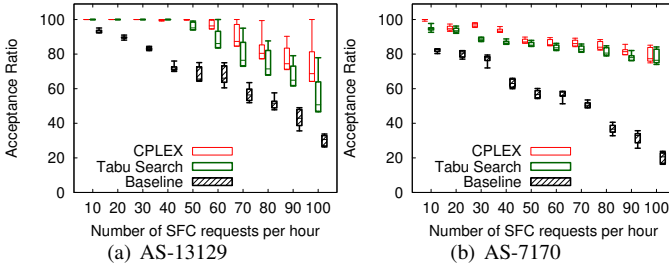 Acceptance Ratio
100
80
60
40
20
0
CPLEX
Tabu Search
Baseline
10 20 30 40 50 60 70 80 90 100
Number of SFC requests per hour
(a) AS-13129
Acceptance Ratio
100
80
60
40
20
0
CPLEX
Tabu Search
Baseline
10 20 30 40 50 60 70 80 90 100
Number of SFC requests per hour
(b) AS-7170